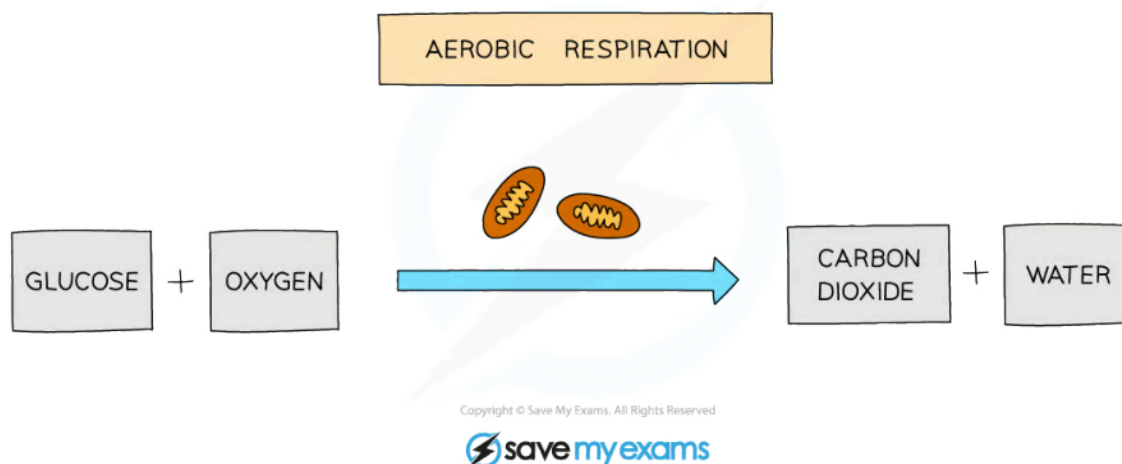 AEROBIC RESPIRATION
GLUCOSE + OXYGEN CARBON DIOXIDE + WATER
Copyright © Save My Exams. All Rights Reserved
save my exams